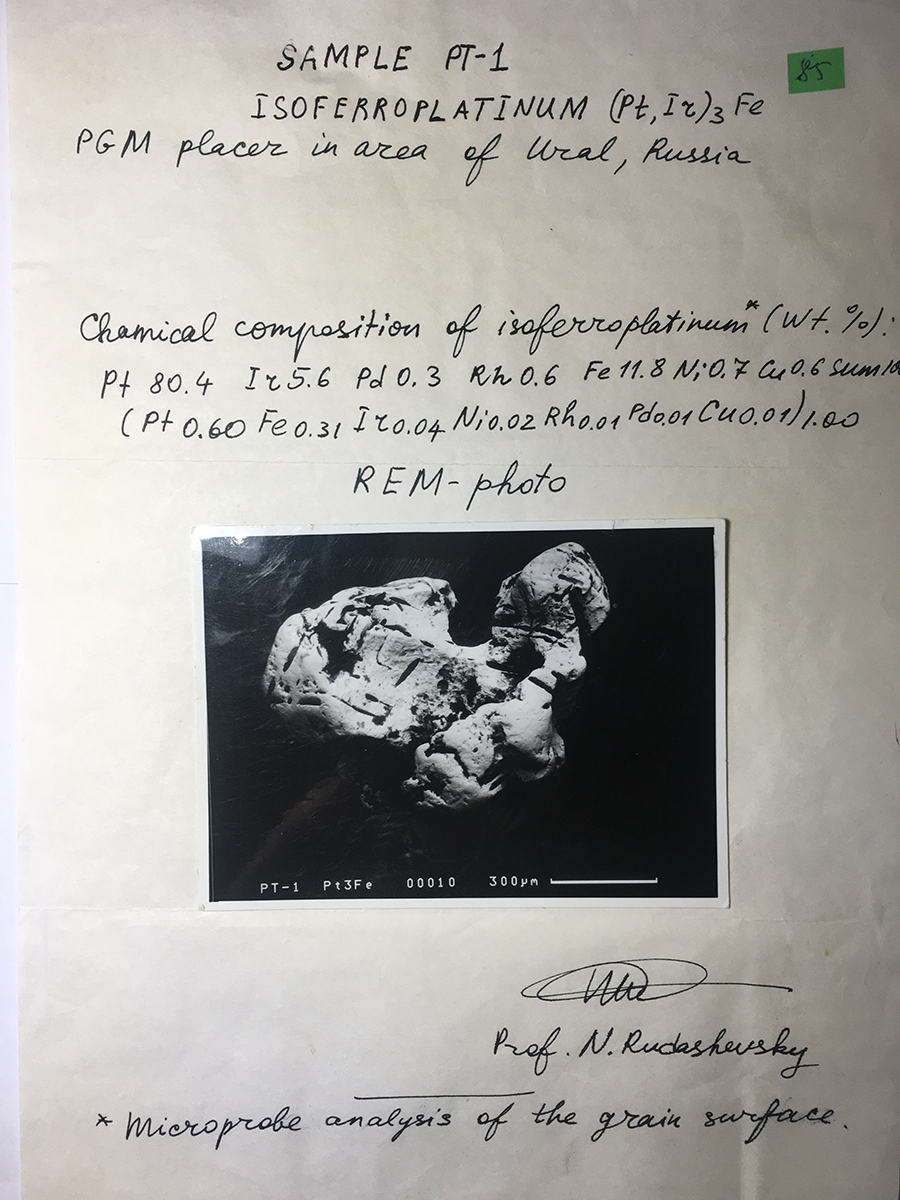 SAMPLE PT-1
85
ISOFERROPLATINUM (Pt,Ir)₃Fe
PGM placer in area of Ural, Russia
Chamical composition of isoferroplatinum* (Wt.%):
Pt 80.4 Ir 5.6 Pd 0.3 Rh 0.6 Fe 11.8 Ni 0.7 Cu 0.6 Sum
(Pt 0.60 Fe 0.31 Ir 0.04 Ni 0.02 Rh 0.01 Pd 0.01 Cu 0.01) 1.00
REM-photo
PT-1 Pt3Fe 00010 300µm
Prof. N. Rudashevsky
* Microprobe analysis of the grain surface.